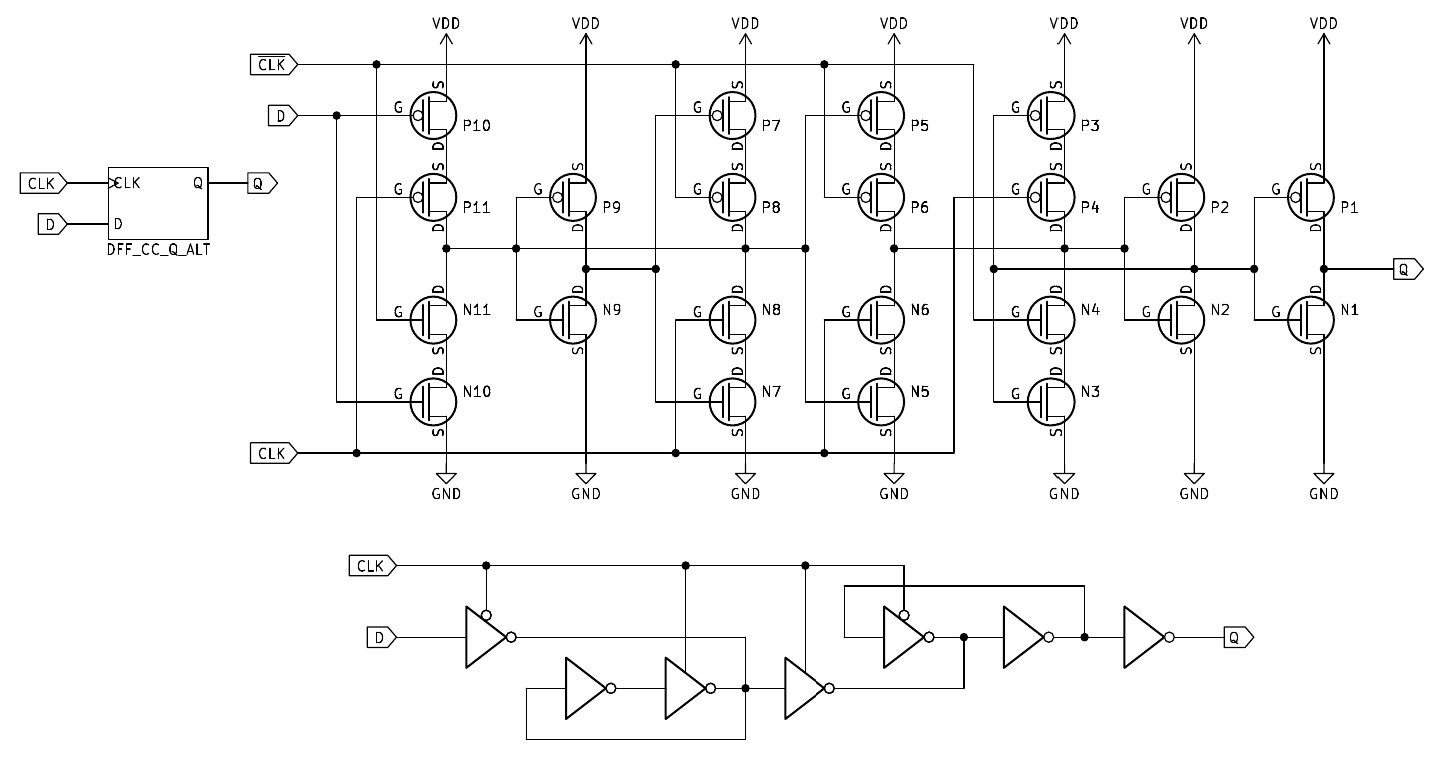 VDD VDD VDD VDD VDD VDD VDD
C̅L̅K̅
S S S S
G G G G
D P10 P7 P5 P3
D D D D
S S S S S S S
CLK CLK Q Q G G G G G G G
P11 P9 P8 P6 P4 P2 P1
D D D D D D D D D
DFF_CC_Q_ALT
Q
D D D D D D D
G N11 G N9 G N8 G N6 G N4 G N2 G N1
S S S S S S S
D D D D
G N10 G N7 G N5 G N3
S S S S
CLK
GND GND GND GND GND GND GND
CLK
D Q